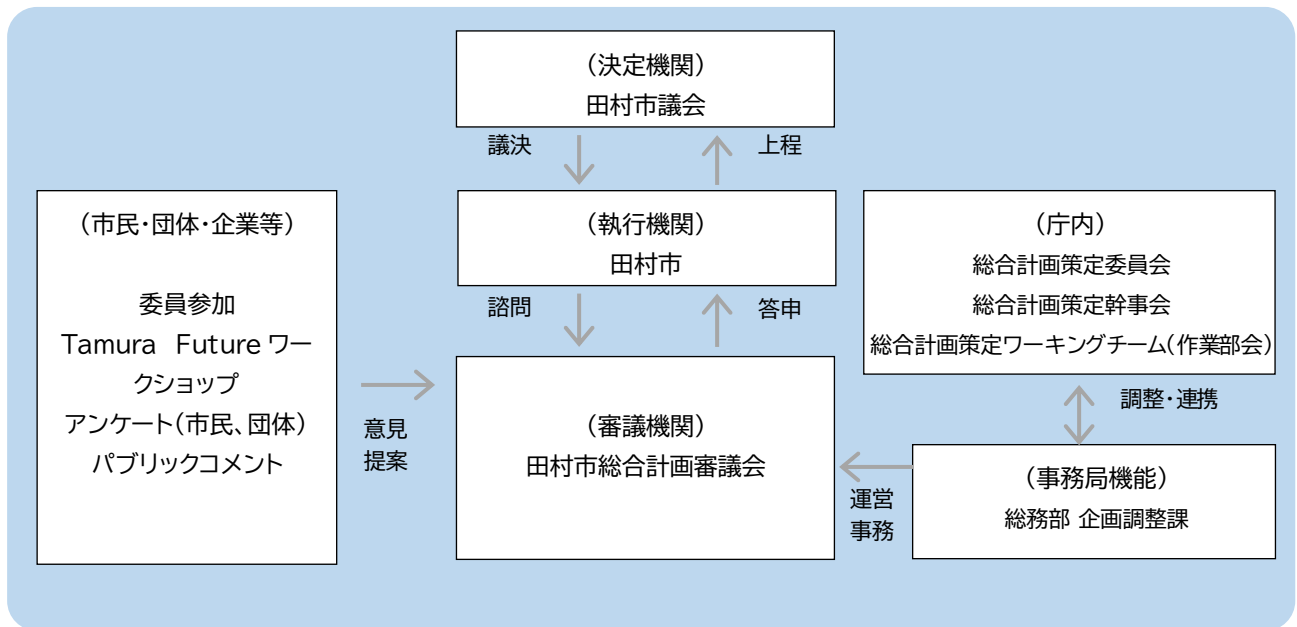 (決定機関)
田村市議会
議決
上程
(市民・団体・企業等)
委員参加
Tamura Future ワー
クショップ
アンケート(市民、団体)
パブリックコメント
意見
提案
(執行機関)
田村市
諮問
答申
(審議機関)
田村市総合計画審議会
(庁内)
総合計画策定委員会
総合計画策定幹事会
総合計画策定ワーキングチーム(作業部会)
調整・連携
運営
事務
(事務局機能)
総務部 企画調整課